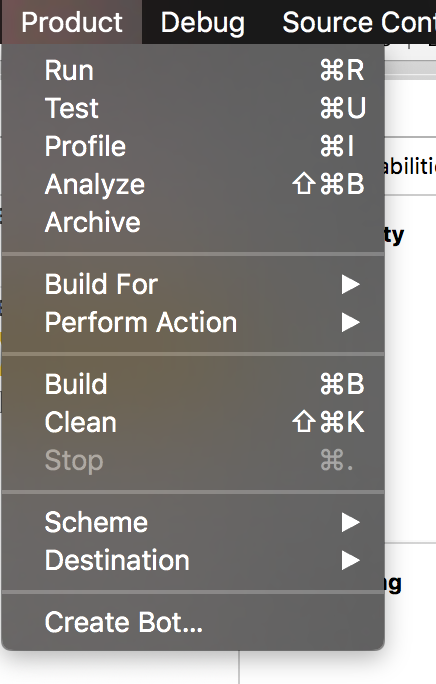 Product Debug Source Cont
Run ⌘R
Test ⌘U
Profile ⌘I
Analyze ⇧⌘B
Archive
Build For ▶
Perform Action ▶
Build ⌘B
Clean ⇧⌘K
Stop ⌘.
Scheme ▶
Destination ▶
Create Bot...
abilitie
ty
ng